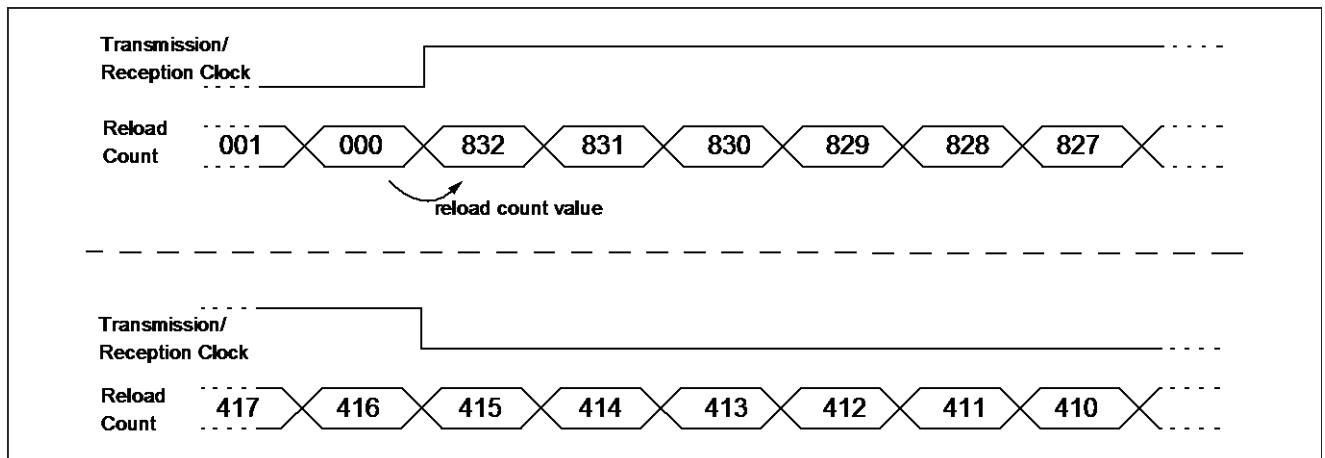 Transmission/
Reception Clock
Reload
Count
001 000 832 831 830 829 828 827
reload count value
Transmission/
Reception Clock
Reload
Count
417 416 415 414 413 412 411 410